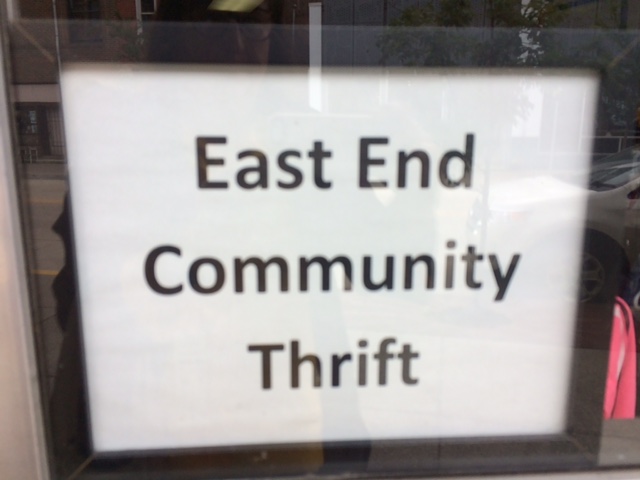 East End
Community
Thrift